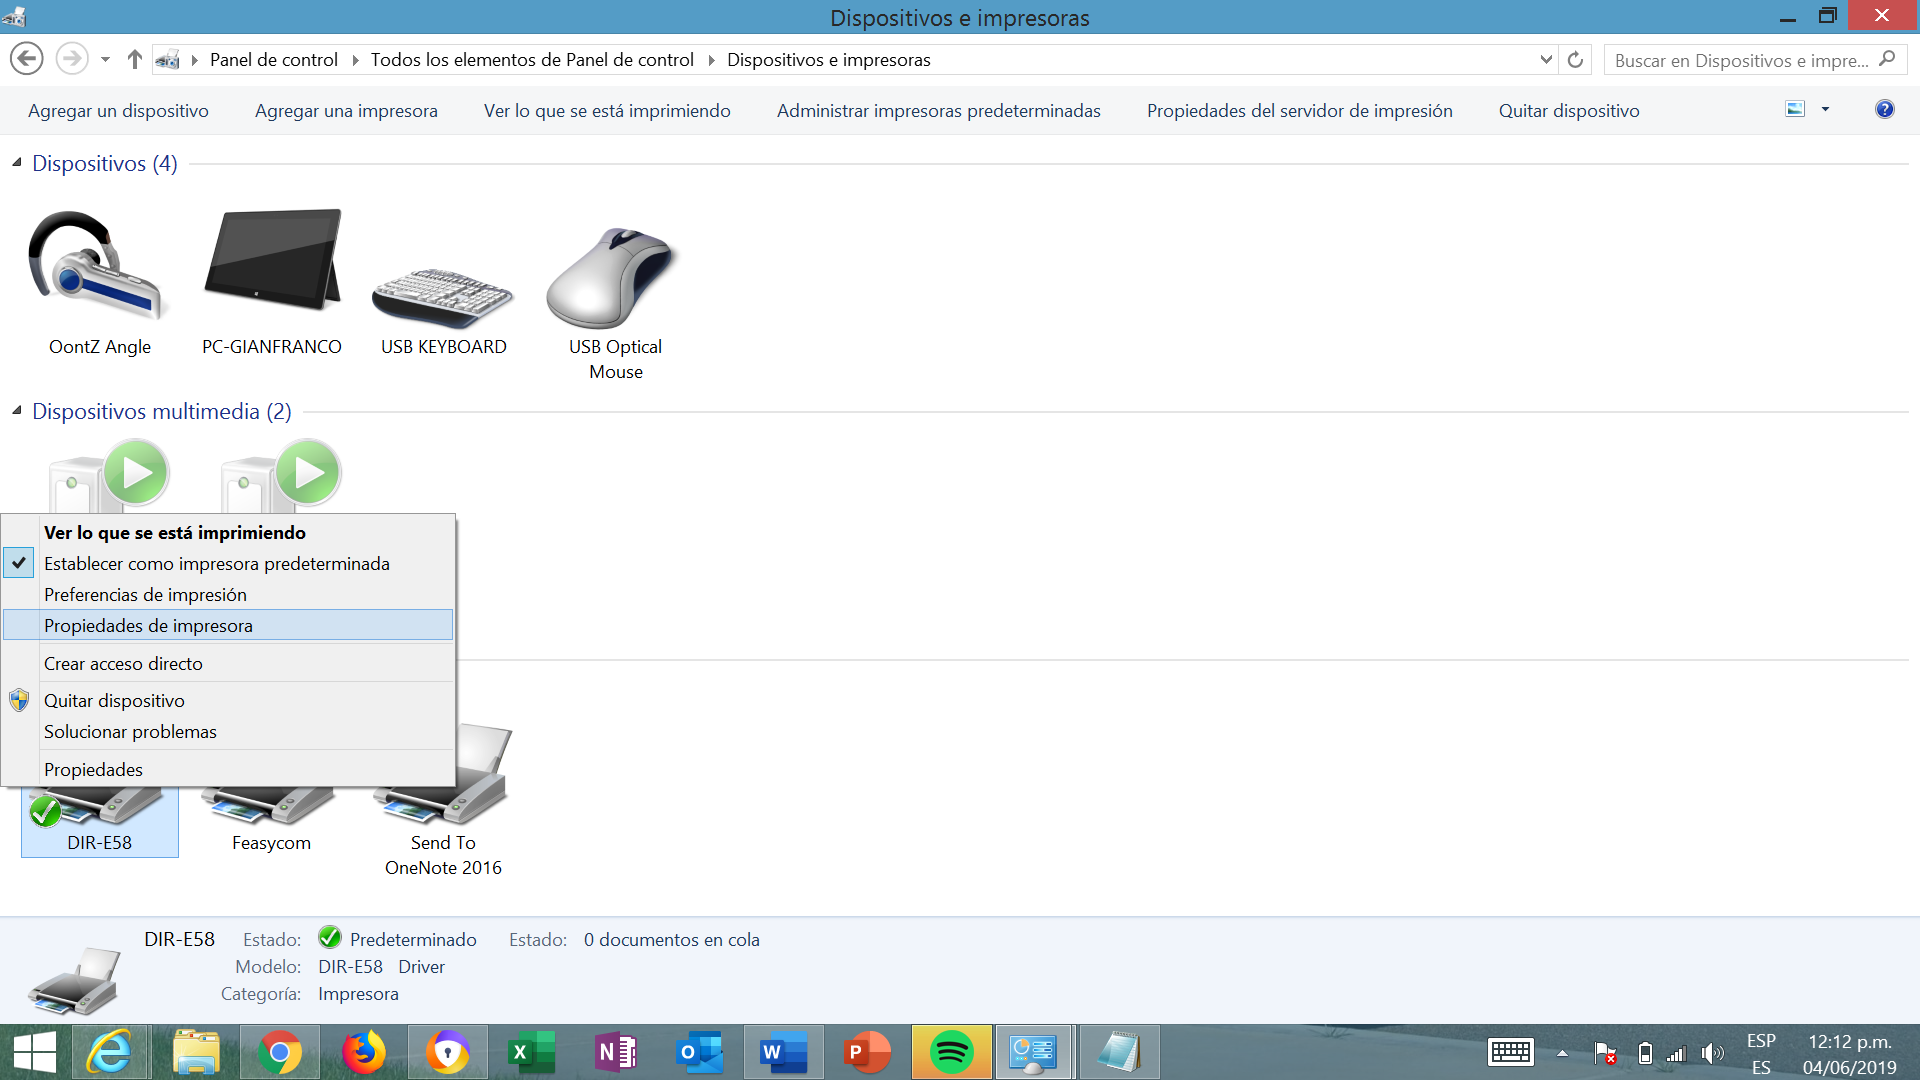 Dispositivos e impresoras
Panel de control
Todos los elementos de Panel de control
Dispositivos e impresoras
Buscar en Dispositivos e impre...
Agregar un dispositivo
Agregar una impresora
Ver lo que se está imprimiendo
Administrar impresoras predeterminadas
Propiedades del servidor de impresión
Quitar dispositivo
Dispositivos (4)
OontZ Angle
PC-GIANFRANCO
USB KEYBOARD
USB Optical
Mouse
Dispositivos multimedia (2)
Ver lo que se está imprimiendo
Establecer como impresora predeterminada
Preferencias de impresión
Propiedades de impresora
Crear acceso directo
Quitar dispositivo
Solucionar problemas
Propiedades
DIR-E58
Feasycom
Send To
OneNote 2016
DIR-E58 Estado: Predeterminado Estado: 0 documentos en cola
Modelo: DIR-E58 Driver
Categoría: Impresora
ESP
ES
12:12 p.m.
04/06/2019